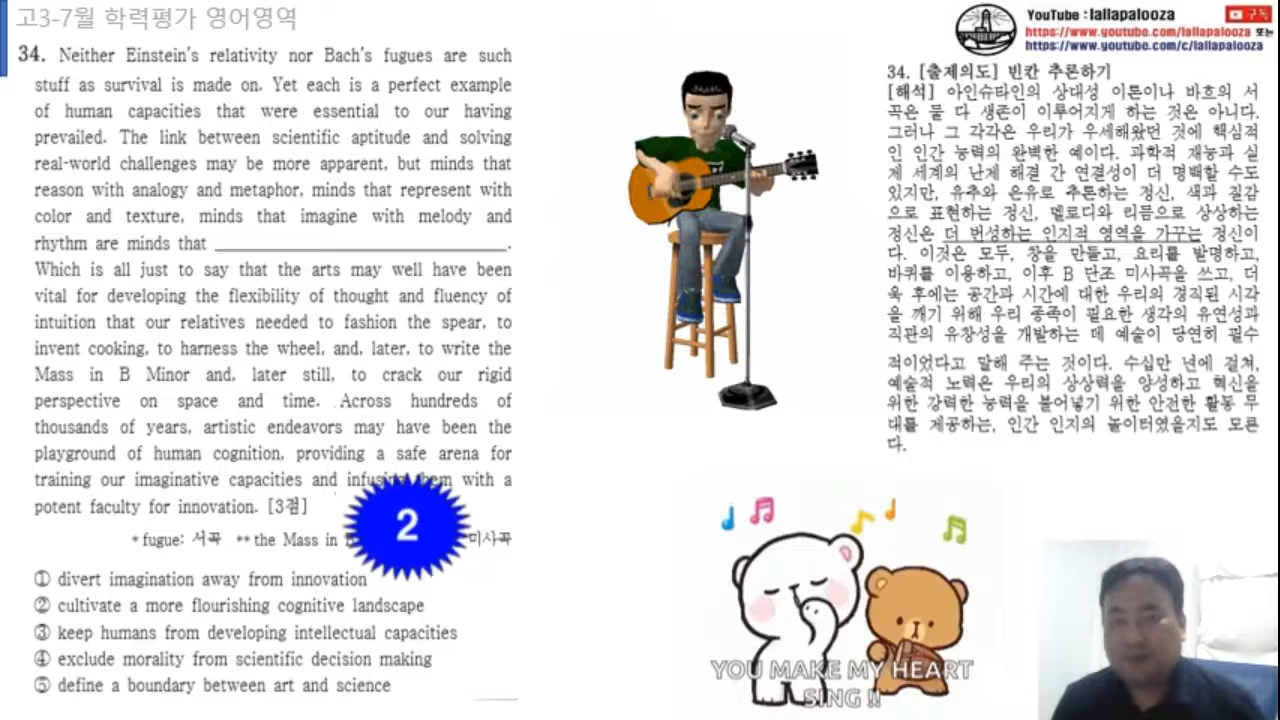 고3-7월 학력평가 영어영역
34. Neither Einstein's relativity nor Bach's fugues are such
stuff as survival is made on. Yet each is a perfect example
of human capacities that were essential to our having
prevailed. The link between scientific aptitude and solving
real-world challenges may be more apparent, but minds that
reason with analogy and metaphor, minds that represent with
color and texture, minds that imagine with melody and
rhythm are minds that ______________________________.
Which is all just to say that the arts may well have been
vital for developing the flexibility of thought and fluency of
intuition that our relatives needed to fashion the spear, to
invent cooking, to harness the wheel, and, later, to write the
Mass in B Minor and, later still, to crack our rigid
perspective on space and time. Across hundreds of
thousands of years, artistic endeavors may have been the
playground of human cognition, providing a safe arena for
training our imaginative capacities and infusing them with a
potent faculty for innovation. [3점]
* fugue: 서곡 ** the Mass in 미사곡
2
① divert imagination away from innovation
② cultivate a more flourishing cognitive landscape
③ keep humans from developing intellectual capacities
④ exclude morality from scientific decision making
⑤ define a boundary between art and science
YouTube : lallapalooza 구독
https://www.youtube.com/lallapalooza 또는
https://www.youtube.com/c/lallapalooza
34. [출제의도] 빈칸 추론하기
[해석] 아인슈타인의 상대성 이론이나 바흐의 서
곡은 둘 다 생존이 이루어지게 하는 것은 아니다.
그러나 그 각각은 우리가 우세해왔던 것에 핵심적
인 인간 능력의 완벽한 예이다. 과학적 재능과 실
제 세계의 난제 해결 간 연결성이 더 명백할 수도
있지만, 유추와 은유로 추론하는 정신, 색과 질감
으로 표현하는 정신, 멜로디와 리듬으로 상상하는
정신은 더 번성하는 인지적 영역을 가꾸는 정신이
다. 이것은 모두, 창을 만들고, 요리를 발명하고,
바퀴를 이용하고, 이후 B 단조 미사곡을 쓰고, 더
욱 후에는 공간과 시간에 대한 우리의 경직된 시각
을 깨기 위해 우리 종족이 필요한 생각의 유연성과
직관의 유창성을 개발하는 데 예술이 당연히 필수
적이었다고 말해 주는 것이다. 수십만 년에 걸쳐,
예술적 노력은 우리의 상상력을 양성하고 혁신을
위한 강력한 능력을 불어넣기 위한 안전한 활동 무
대를 제공하는, 인간 인지의 놀이터였을지도 모른
다.
YOU MAKE MY HEART
SING !!